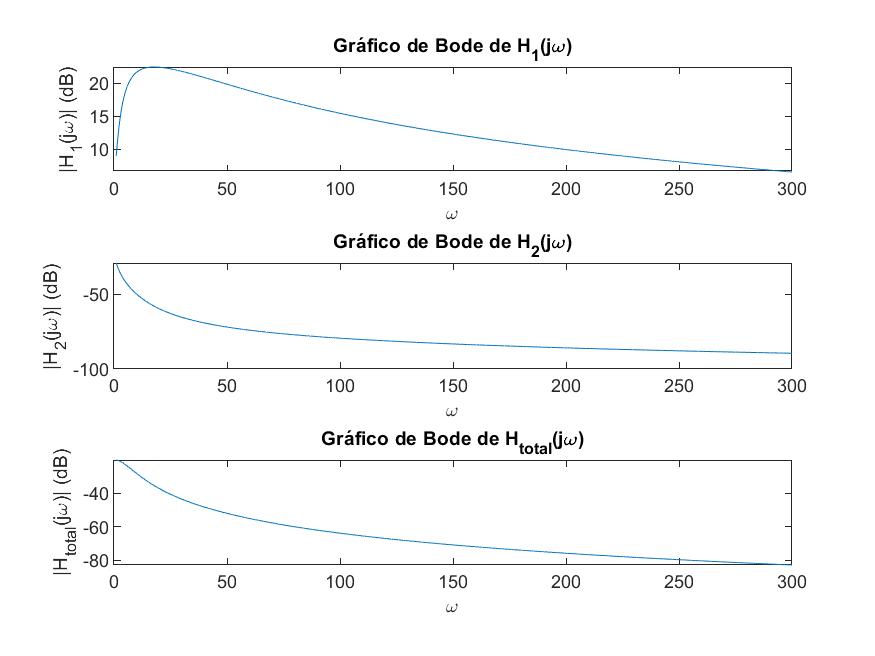 Gráfico de Bode de H1(jω)
|H1(jω)| (dB)
20
15
10
0 50 100 150 200 250 300
ω
Gráfico de Bode de H2(jω)
|H2(jω)| (dB)
-50
-100
0 50 100 150 200 250 300
ω
Gráfico de Bode de Htotal(jω)
|Htotal(jω)| (dB)
-40
-60
-80
0 50 100 150 200 250 300
ω